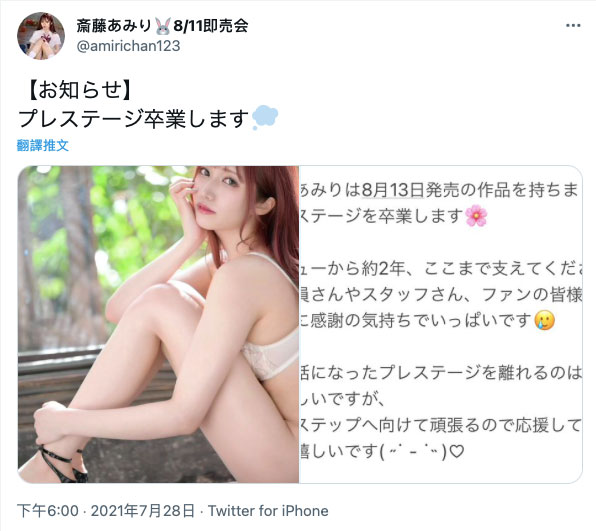 斎藤あみり🐰8/11即売会
@amirichan123
【お知らせ】
プレステージ卒業します💭
翻譯推文
あみりは8月13日発売の作品を持ちま
ステージを卒業します🌸
ューから約2年、ここまで支えてくださ
員さんやスタッフさん、ファンの皆様
に感謝の気持ちでいっぱいです🥲
話になったプレステージを離れるのは
しいですが、
ステップへ向けて頑張るので応援して
嬉しいです( ˶˙ ‐ ˙˵ )♡
下午6:00 · 2021年7月28日 · Twitter for iPhone